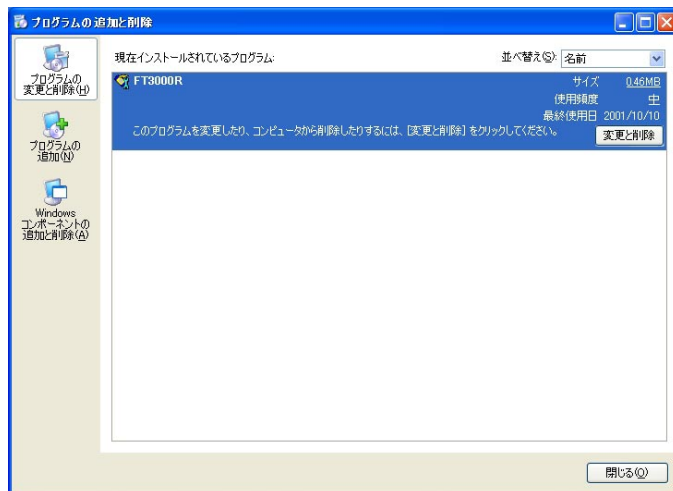 プログラムの追加と削除
プログラムの
変更と削除(H)
プログラムの
追加(N)
Windows
コンポーネントの
追加と削除(A)
現在インストールされているプログラム:
並べ替え(S): 名前
FT3000R
サイズ 0.46MB
使用頻度 中
最終使用日 2001/10/10
このプログラムを変更したり、コンピュータから削除したりするには、[変更と削除] をクリックしてください。
変更と削除
閉じる(O)